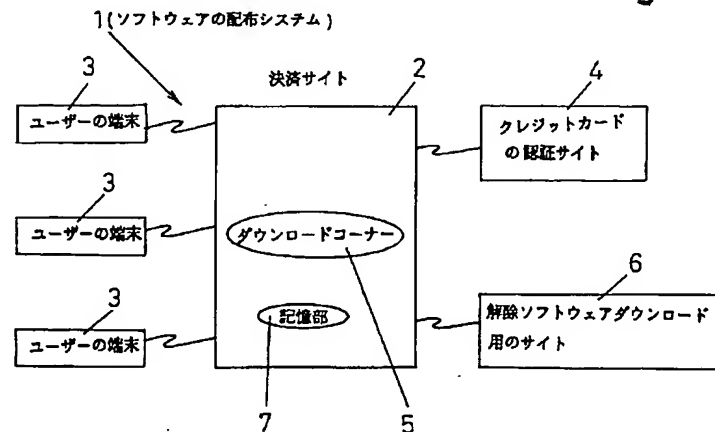 1(ソフトウェアの配布システム)
決済サイト
2
3
ユーザーの端末
4
クレジットカード
の認証サイト
3
ユーザーの端末
ダウンロードコーナー
6
解除ソフトウェアダウンロード
用のサイト
3
ユーザーの端末
記憶部
7
5